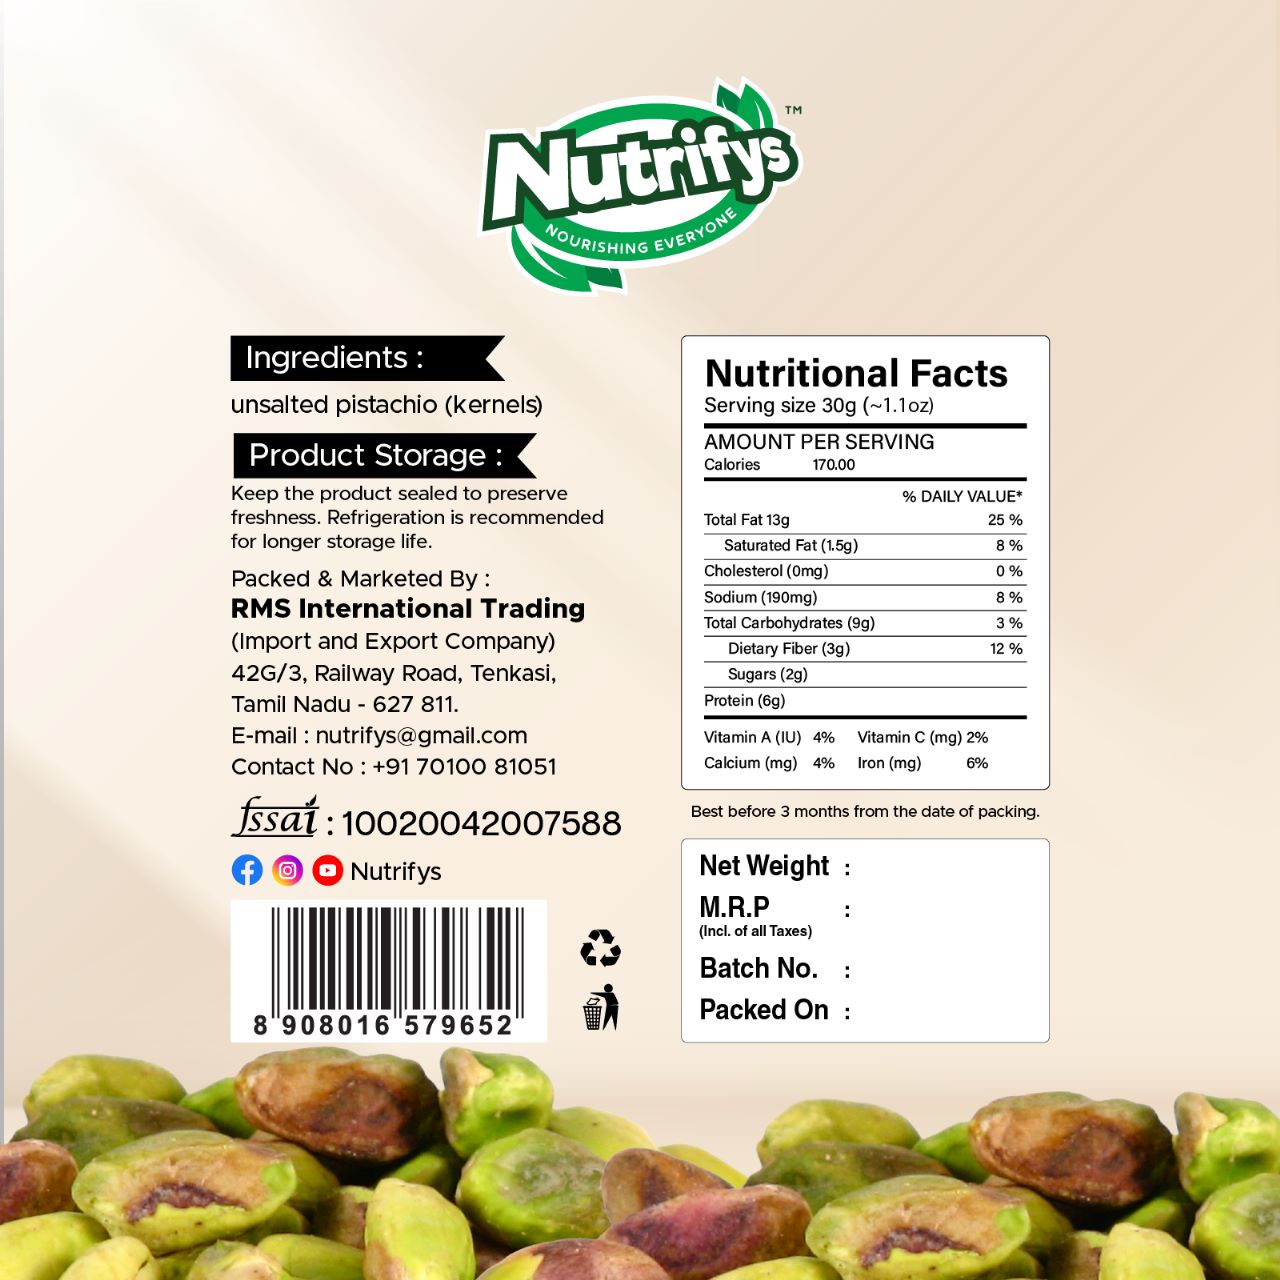 Nutrifys
TM
NOURISHING EVERYONE
Ingredients :
unsalted pistachio (kernels)
Product Storage :
Keep the product sealed to preserve
freshness. Refrigeration is recommended
for longer storage life.
Packed & Marketed By :
RMS International Trading
(Import and Export Company)
42G/3, Railway Road, Tenkasi,
Tamil Nadu - 627 811.
E-mail : nutrifys@gmail.com
Contact No : +91 70100 81051
fssai : 10020042007588
Nutrifys
8 908016 579652
Nutritional Facts
Serving size 30g (~1.1oz)
AMOUNT PER SERVING
Calories 170.00
% DAILY VALUE*
Total Fat 13g 25 %
Saturated Fat (1.5g) 8 %
Cholesterol (0mg) 0 %
Sodium (190mg) 8 %
Total Carbohydrates (9g) 3 %
Dietary Fiber (3g) 12 %
Sugars (2g)
Protein (6g)
Vitamin A (IU) 4% Vitamin C (mg) 2%
Calcium (mg) 4% Iron (mg) 6%
Best before 3 months from the date of packing.
Net Weight :
M.R.P :
(Incl. of all Taxes)
Batch No. :
Packed On :